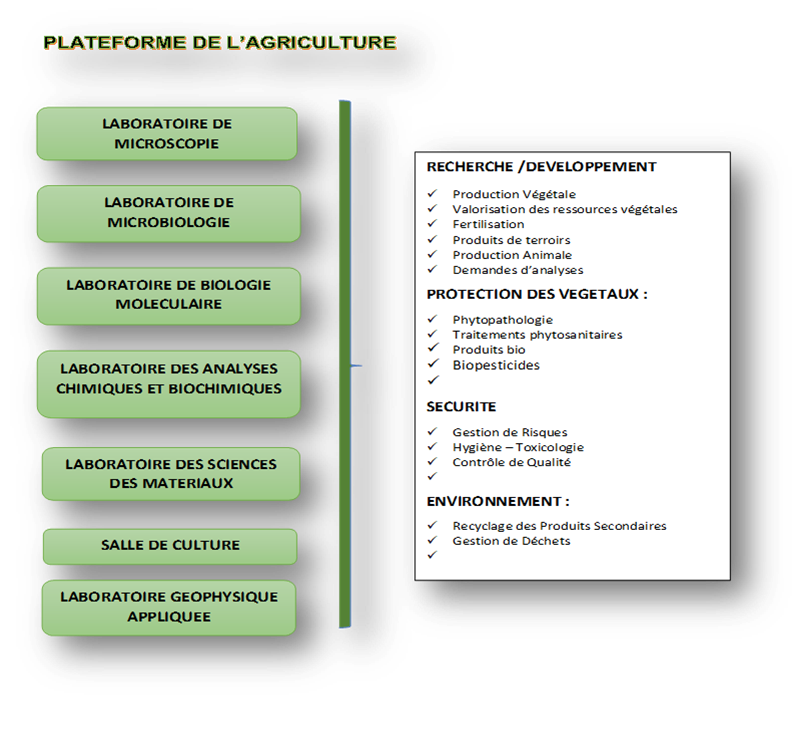 PLATEFORME DE L’AGRICULTURE
LABORATOIRE DE
MICROSCOPIE
LABORATOIRE DE
MICROBIOLOGIE
LABORATOIRE DE BIOLOGIE
MOLECULAIRE
LABORATOIRE DES ANALYSES
CHIMIQUES ET BIOCHIMIQUES
LABORATOIRE DES SCIENCES
DES MATERIAUX
SALLE DE CULTURE
LABORATOIRE GEOPHYSIQUE
APPLIQUEE
RECHERCHE /DEVELOPPEMENT
✓ Production Végétale
✓ Valorisation des ressources végétales
✓ Fertilisation
✓ Produits de terroirs
✓ Production Animale
✓ Demandes d’analyses
PROTECTION DES VEGETAUX :
✓ Phytopathologie
✓ Traitements phytosanitaires
✓ Produits bio
✓ Biopesticides
✓
SECURITE
✓ Gestion de Risques
✓ Hygiène – Toxicologie
✓ Contrôle de Qualité
✓
ENVIRONNEMENT :
✓ Recyclage des Produits Secondaires
✓ Gestion de Déchets
✓